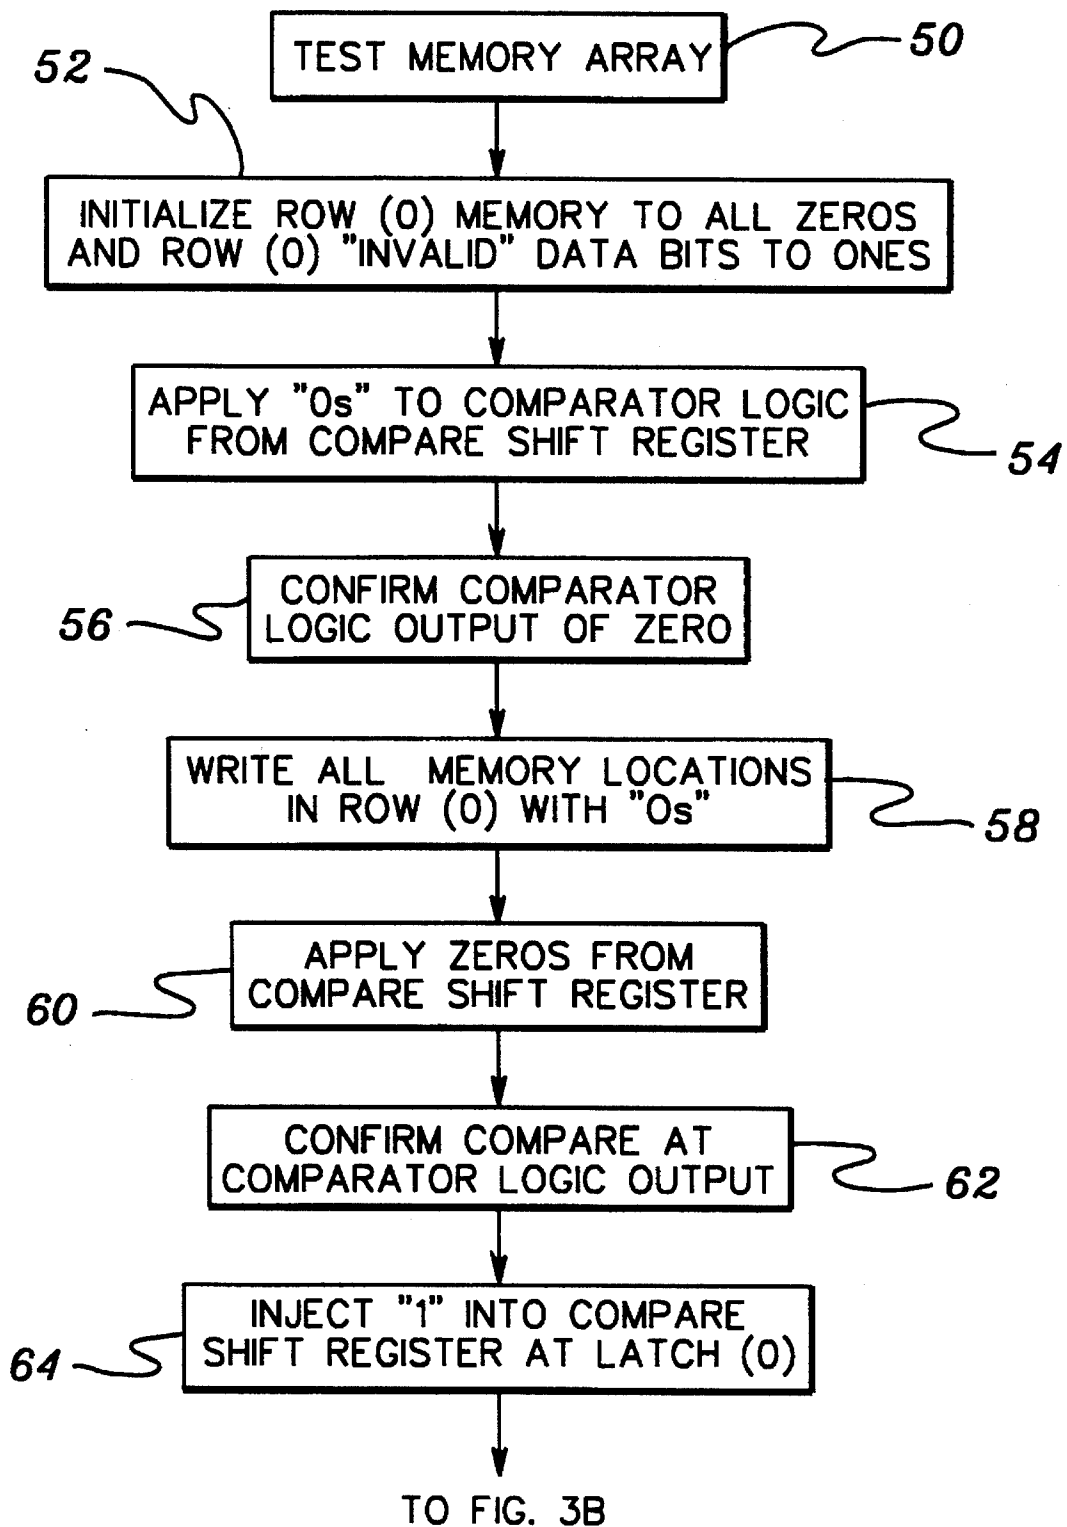 TEST MEMORY ARRAY
50
52
INITIALIZE ROW (0) MEMORY TO ALL ZEROS
AND ROW (0) "INVALID" DATA BITS TO ONES
APPLY "0s" TO COMPARATOR LOGIC
FROM COMPARE SHIFT REGISTER
54
CONFIRM COMPARATOR
LOGIC OUTPUT OF ZERO
56
WRITE ALL MEMORY LOCATIONS
IN ROW (0) WITH "0s"
58
APPLY ZEROS FROM
COMPARE SHIFT REGISTER
60
CONFIRM COMPARE AT
COMPARATOR LOGIC OUTPUT
62
INJECT "1" INTO COMPARE
SHIFT REGISTER AT LATCH (0)
64
TO FIG. 3B